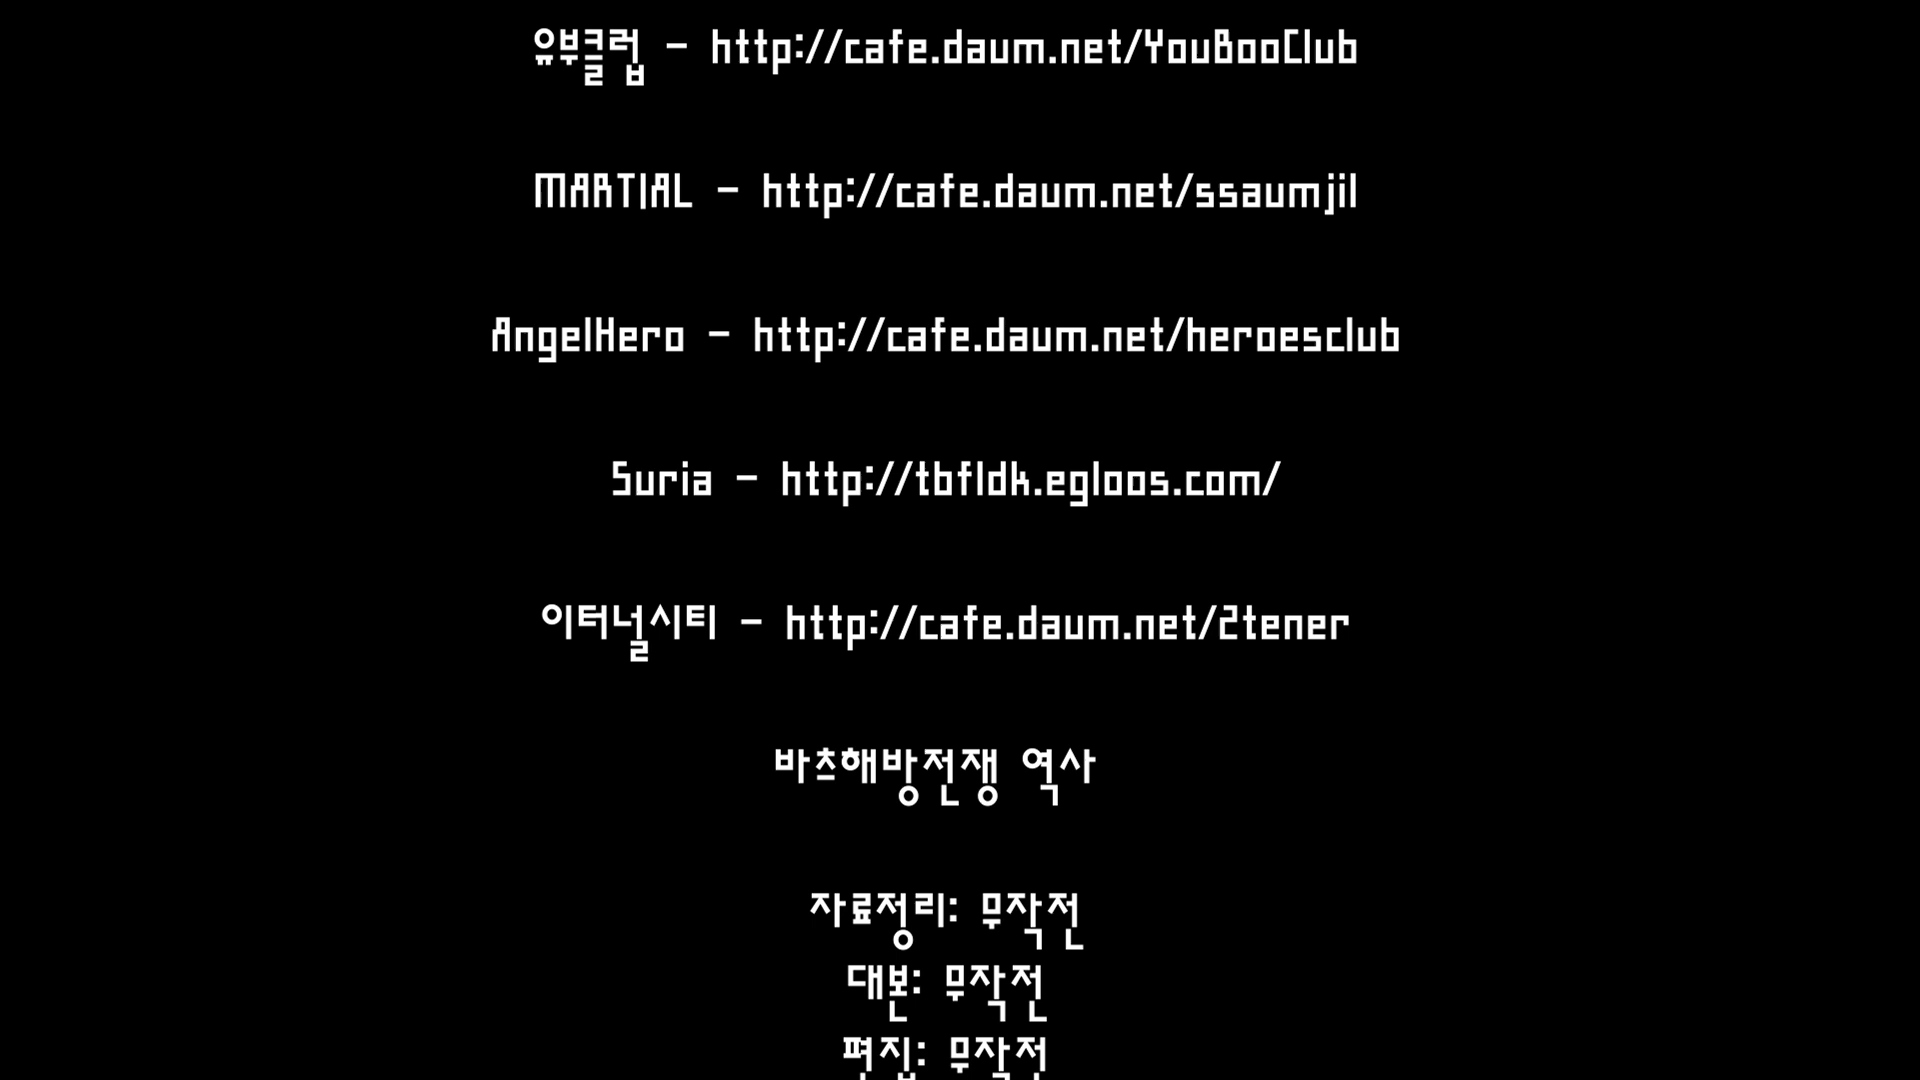 유부클럽 - http://cafe.daum.net/YouBooClub
MARTIAL - http://cafe.daum.net/ssaumjil
AngelHero - http://cafe.daum.net/heroesclub
Suria - http://tbfldk.egloos.com/
이터널시티 - http://cafe.daum.net/2tener
바츠해방전쟁 역사
자료정리: 무작전
대본: 무작전
편집: 무작전